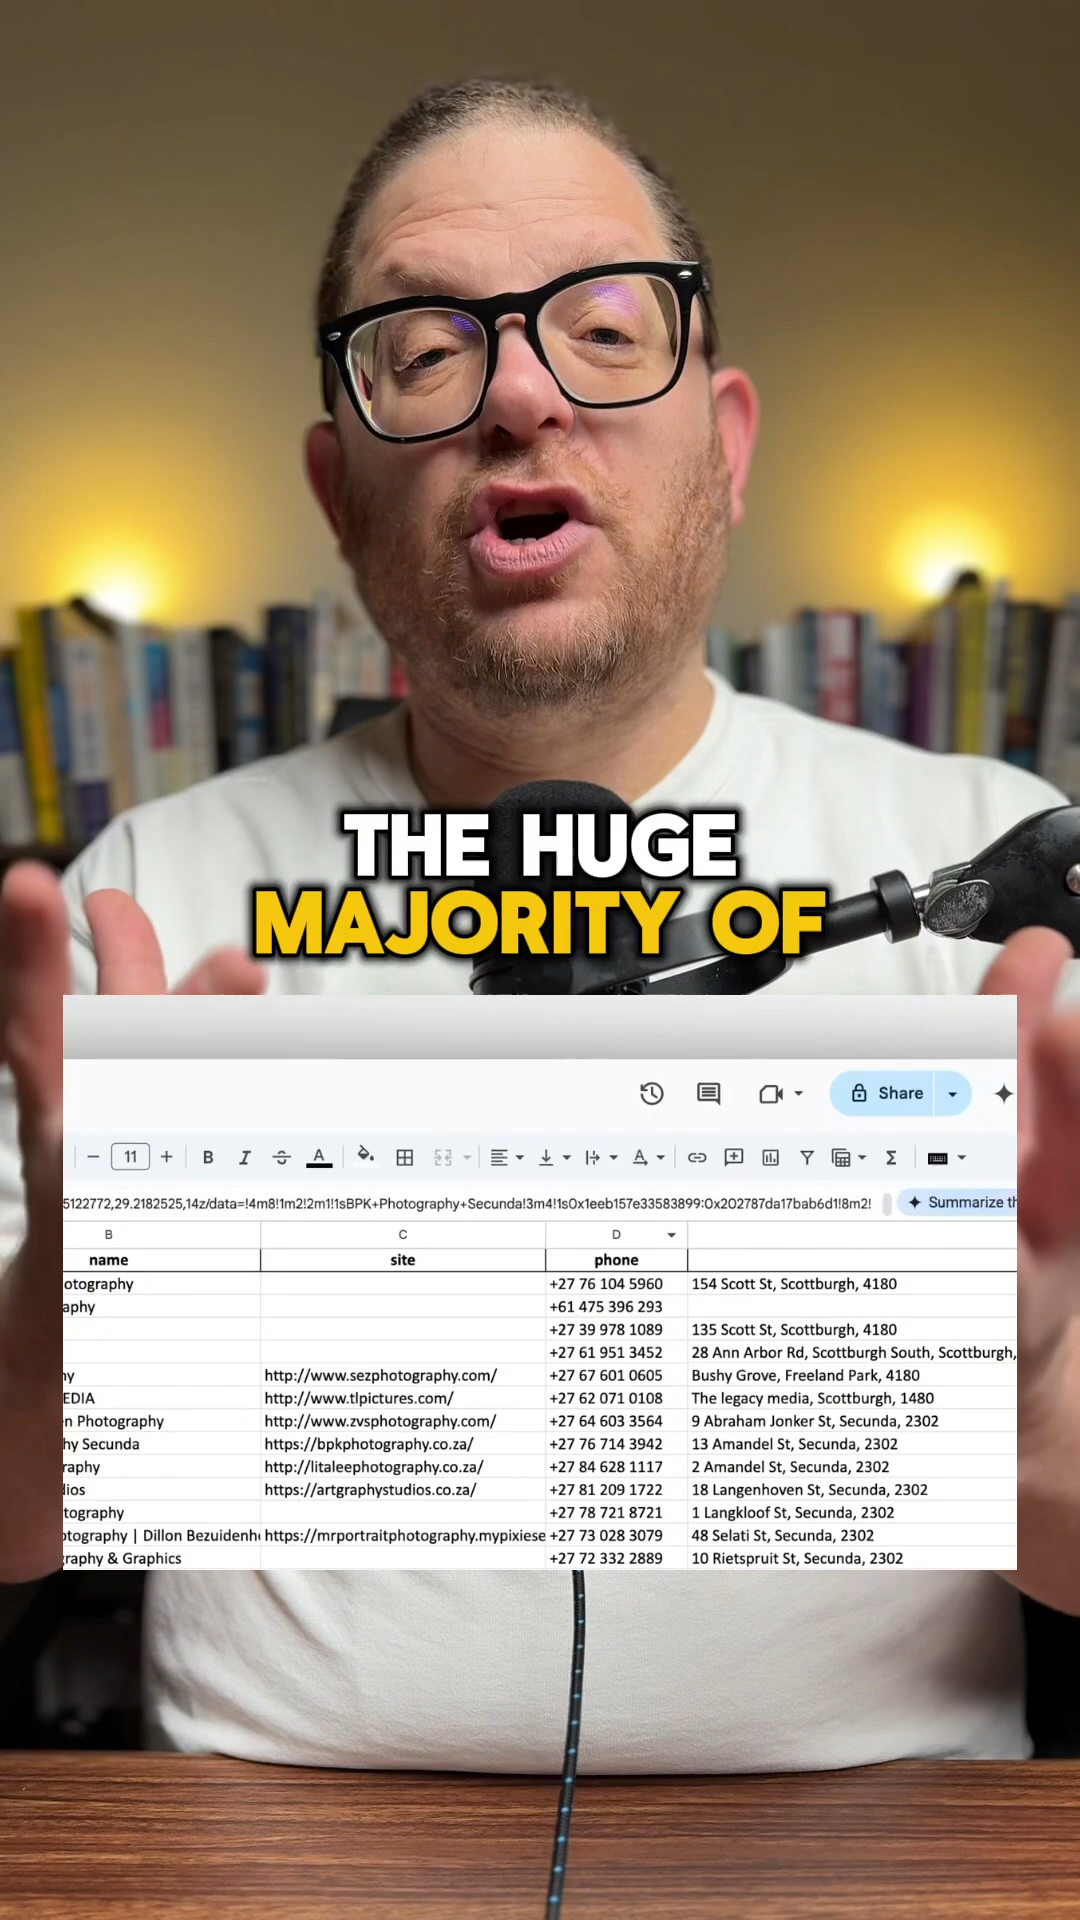 THE HUGE
MAJORITY OF
Share
11
B I S A
5122772,29.2182525,14z/data=!4m8!1m2!2m1!1sBPK+Photography+Secunda!3m4!1s0x1eeb157e33583899:0x202787da17bab6d1!8m2! Summarize th
B C D
name site phone
otography +27 76 104 5960 154 Scott St, Scottburgh, 4180
aphy +61 475 396 293
+27 39 978 1089 135 Scott St, Scottburgh, 4180
+27 61 951 3452 28 Ann Arbor Rd, Scottburgh South, Scottburgh,
ny http://www.sezphotography.com/ +27 67 601 0605 Bushy Grove, Freeland Park, 4180
EDIA http://www.tlpictures.com/ +27 62 071 0108 The legacy media, Scottburgh, 1480
en Photography http://www.zvsphotography.com/ +27 64 603 3564 9 Abraham Jonker St, Secunda, 2302
hy Secunda https://bpkphotography.co.za/ +27 76 714 3942 13 Amandel St, Secunda, 2302
raphy http://litaleephotography.co.za/ +27 84 628 1117 2 Amandel St, Secunda, 2302
dios https://artgraphystudios.co.za/ +27 81 209 1722 18 Langenhoven St, Secunda, 2302
tography +27 78 721 8721 1 Langkloof St, Secunda, 2302
otography | Dillon Bezuidenh https://mrportraitphotography.mypixiese +27 73 028 3079 48 Selati St, Secunda, 2302
raphy & Graphics +27 72 332 2889 10 Rietspruit St, Secunda, 2302